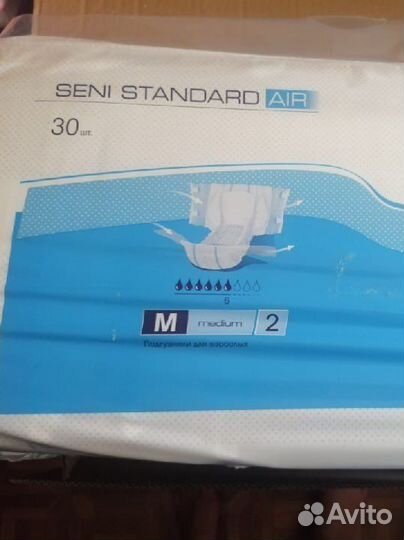 SENI STANDARD AIR
30 шт.
6
M medium 2
Подгузники для взрослых
Avito